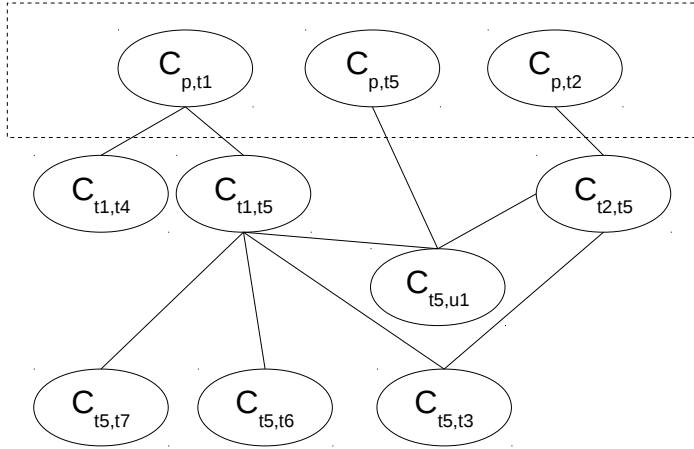 C p,t1
C p,t5
C p,t2
C t1,t4
C t1,t5
C t2,t5
C t5,u1
C t5,t7
C t5,t6
C t5,t3